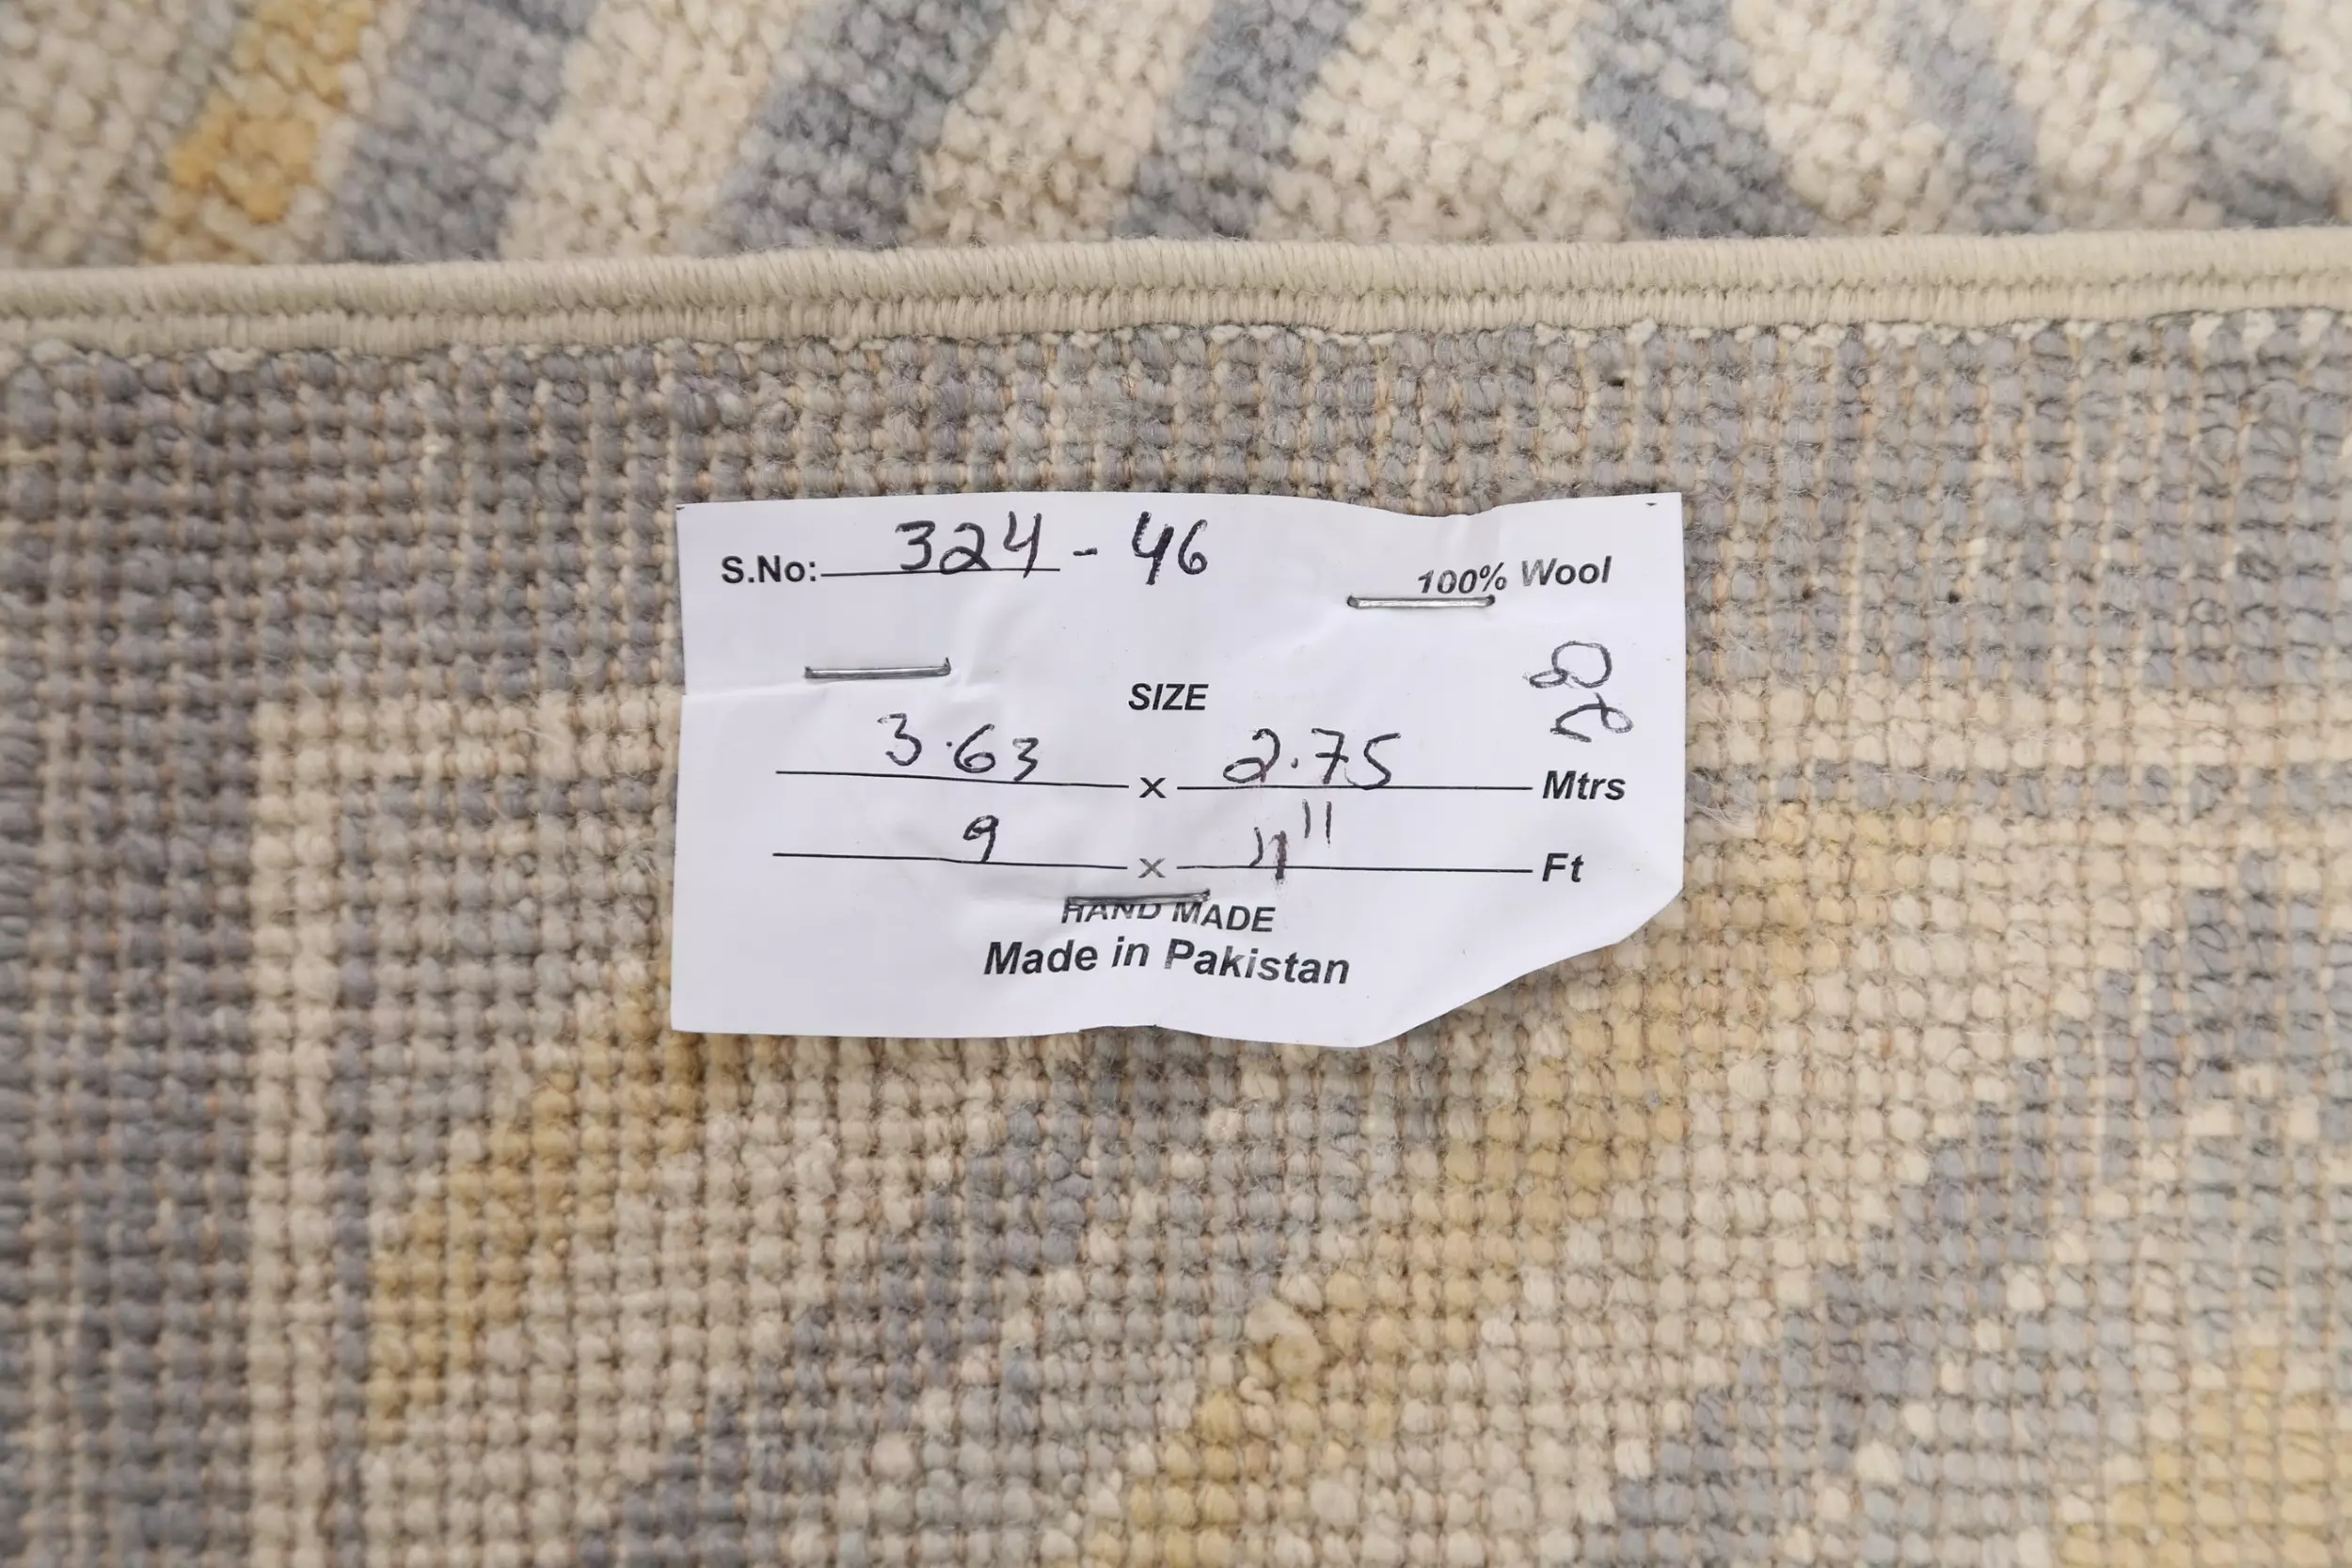 S.No: 324-46
100% Wool
SIZE
3.63 x 2.75 Mtrs
9 x 11" Ft
HAND MADE
Made in Pakistan